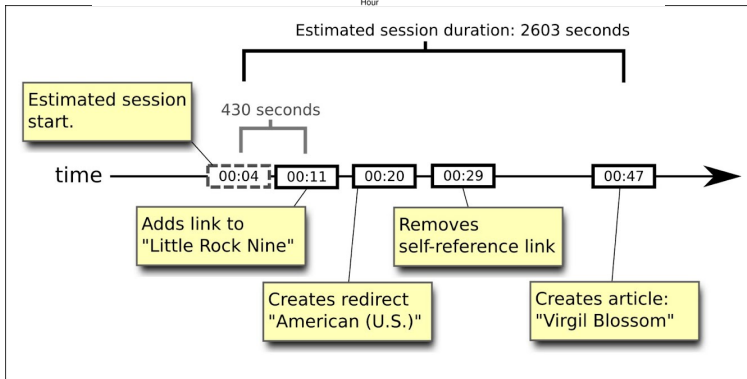 Hour
Estimated session duration: 2603 seconds
Estimated session
start.
430 seconds
time
00:04
00:11
00:20
00:29
00:47
Adds link to
"Little Rock Nine"
Removes
self-reference link
Creates redirect
"American (U.S.)"
Creates article:
"Virgil Blossom"